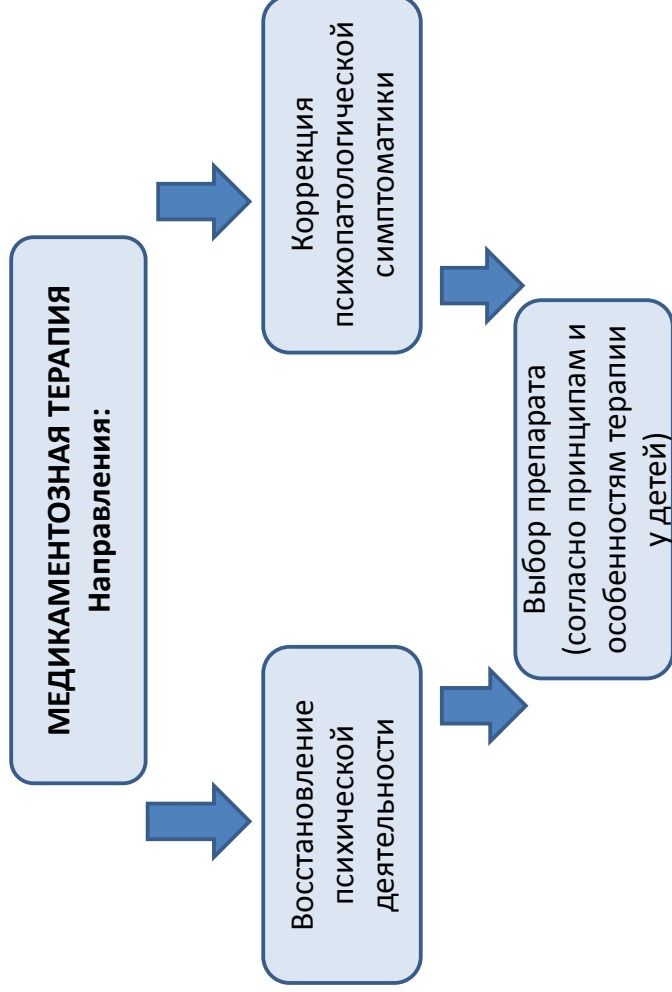 МЕДИКАМЕНТОЗНАЯ ТЕРАПИЯ
Направления:
Восстановление
психической
деятельности
Коррекция
психопатологической
симптоматики
Выбор препарата
(согласно принципам и
особенностям терапии
у детей)